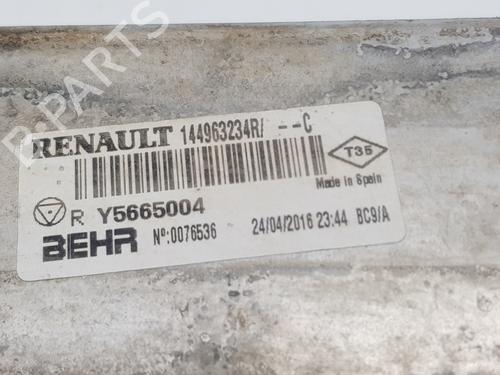 B-PARTS
RENAULT 144963234R/ --C
T35
Made in Spain
R Y5665004
BEHR Nº:0076536 24/04/2016 23:44 BC9/A